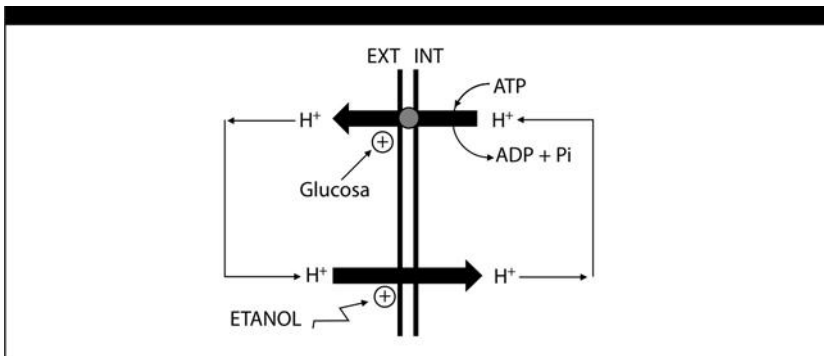 EXT INT
ATP
H⁺ H⁺
ADP + Pi
Glucosa
H⁺ H⁺
ETANOL